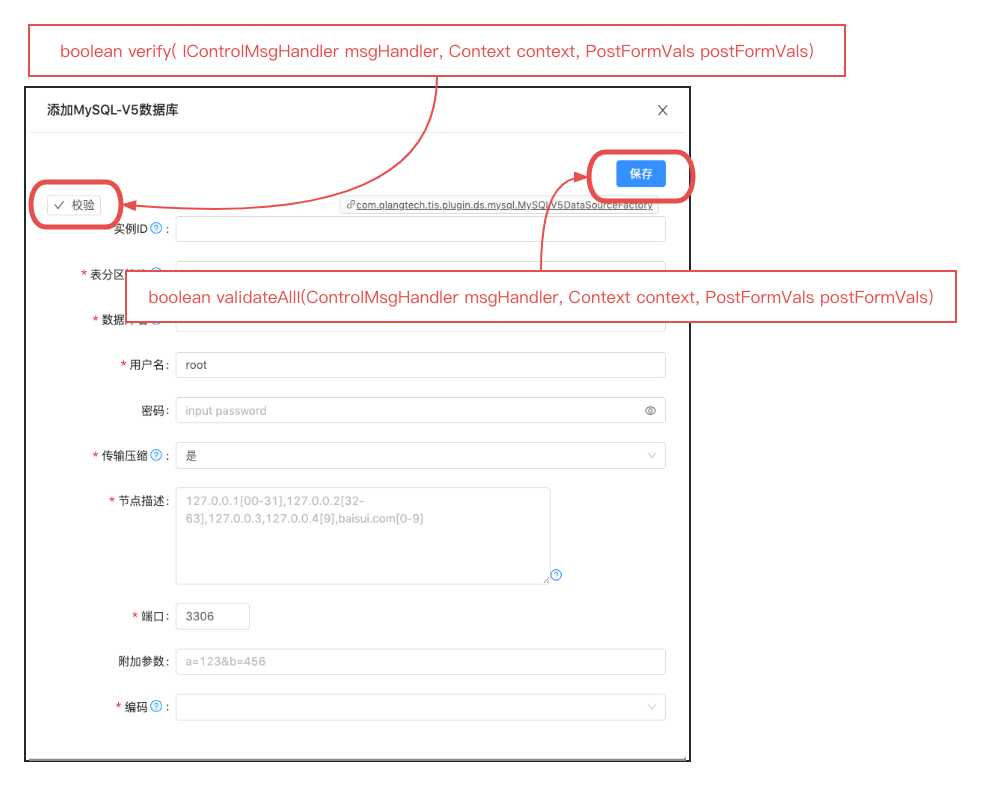 boolean verify( IControlMsgHandler msgHandler, Context context, PostFormVals postFormVals)
添加MySQL-V5数据库
保存
校验
com.qlangtech.tis.plugin.ds.mysql.MySQLV5DataSourceFactory
实例ID ? :
* 表分区
boolean validateAlll(ControlMsgHandler msgHandler, Context context, PostFormVals postFormVals)
* 数据
* 用户名: root
密码: input password
* 传输压缩 ? : 是
* 节点描述: 127.0.0.1[00-31],127.0.0.2[32-
63],127.0.0.3,127.0.0.4[9],baisui.com[0-9]
?
* 端口: 3306
附加参数: a=123&b=456
* 编码 ? :